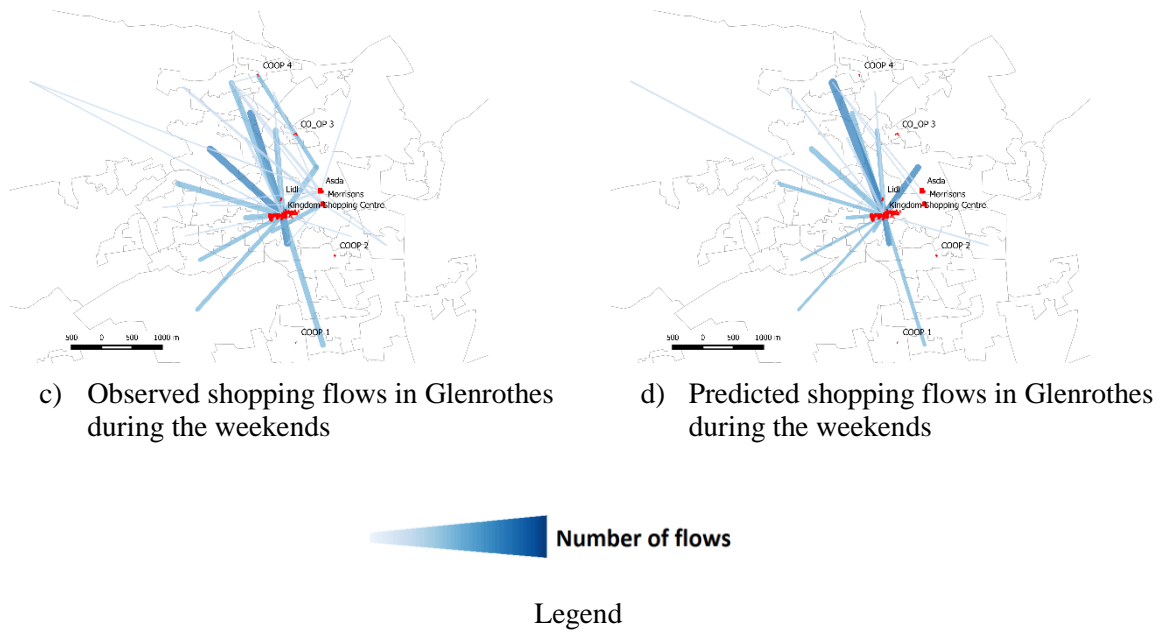 COOP 4
CO_OP 3
Asda
Morrisons
Lidl
Kingdom Shopping Centre
COOP 2
COOP 1
500 0 500 1000 m
COOP 4
CO_OP 3
Asda
Morrisons
Lidl
Kingdom Shopping Centre
COOP 2
COOP 1
500 0 500 1000 m
c) Observed shopping flows in Glenrothes
during the weekends
d) Predicted shopping flows in Glenrothes
during the weekends
Number of flows
Legend